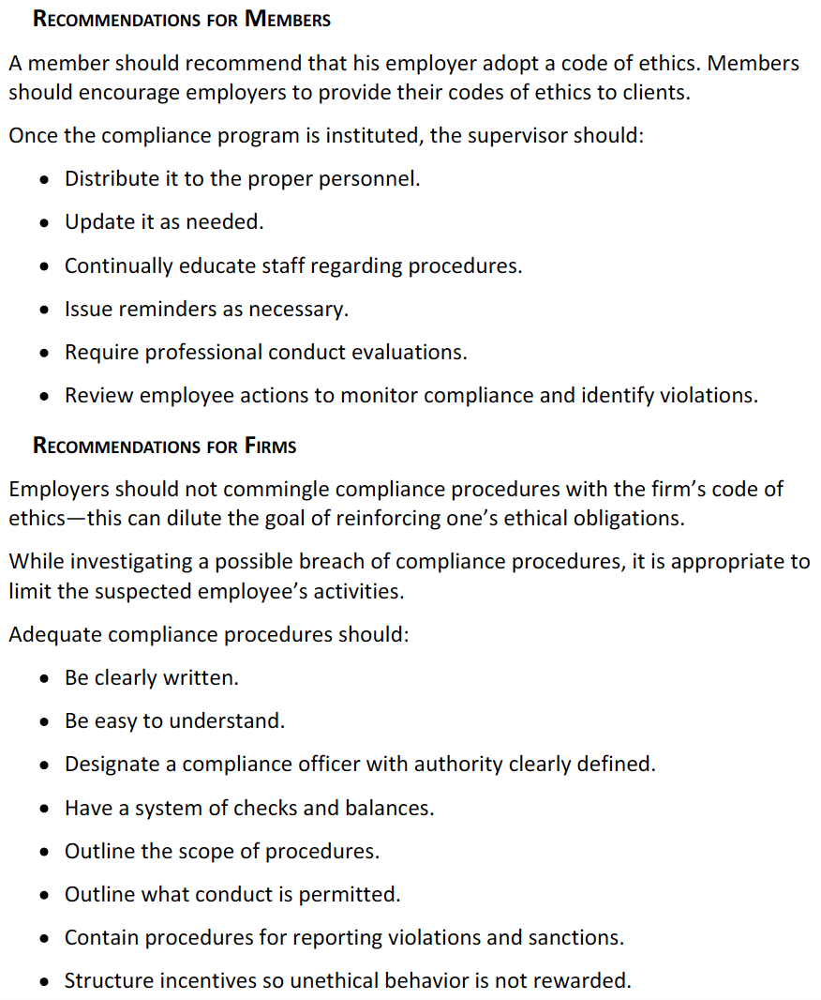 Recommendations for Members
A member should recommend that his employer adopt a code of ethics. Members
should encourage employers to provide their codes of ethics to clients.
Once the compliance program is instituted, the supervisor should:
• Distribute it to the proper personnel.
• Update it as needed.
• Continually educate staff regarding procedures.
• Issue reminders as necessary.
• Require professional conduct evaluations.
• Review employee actions to monitor compliance and identify violations.
Recommendations for Firms
Employers should not commingle compliance procedures with the firm’s code of
ethics—this can dilute the goal of reinforcing one’s ethical obligations.
While investigating a possible breach of compliance procedures, it is appropriate to
limit the suspected employee’s activities.
Adequate compliance procedures should:
• Be clearly written.
• Be easy to understand.
• Designate a compliance officer with authority clearly defined.
• Have a system of checks and balances.
• Outline the scope of procedures.
• Outline what conduct is permitted.
• Contain procedures for reporting violations and sanctions.
• Structure incentives so unethical behavior is not rewarded.